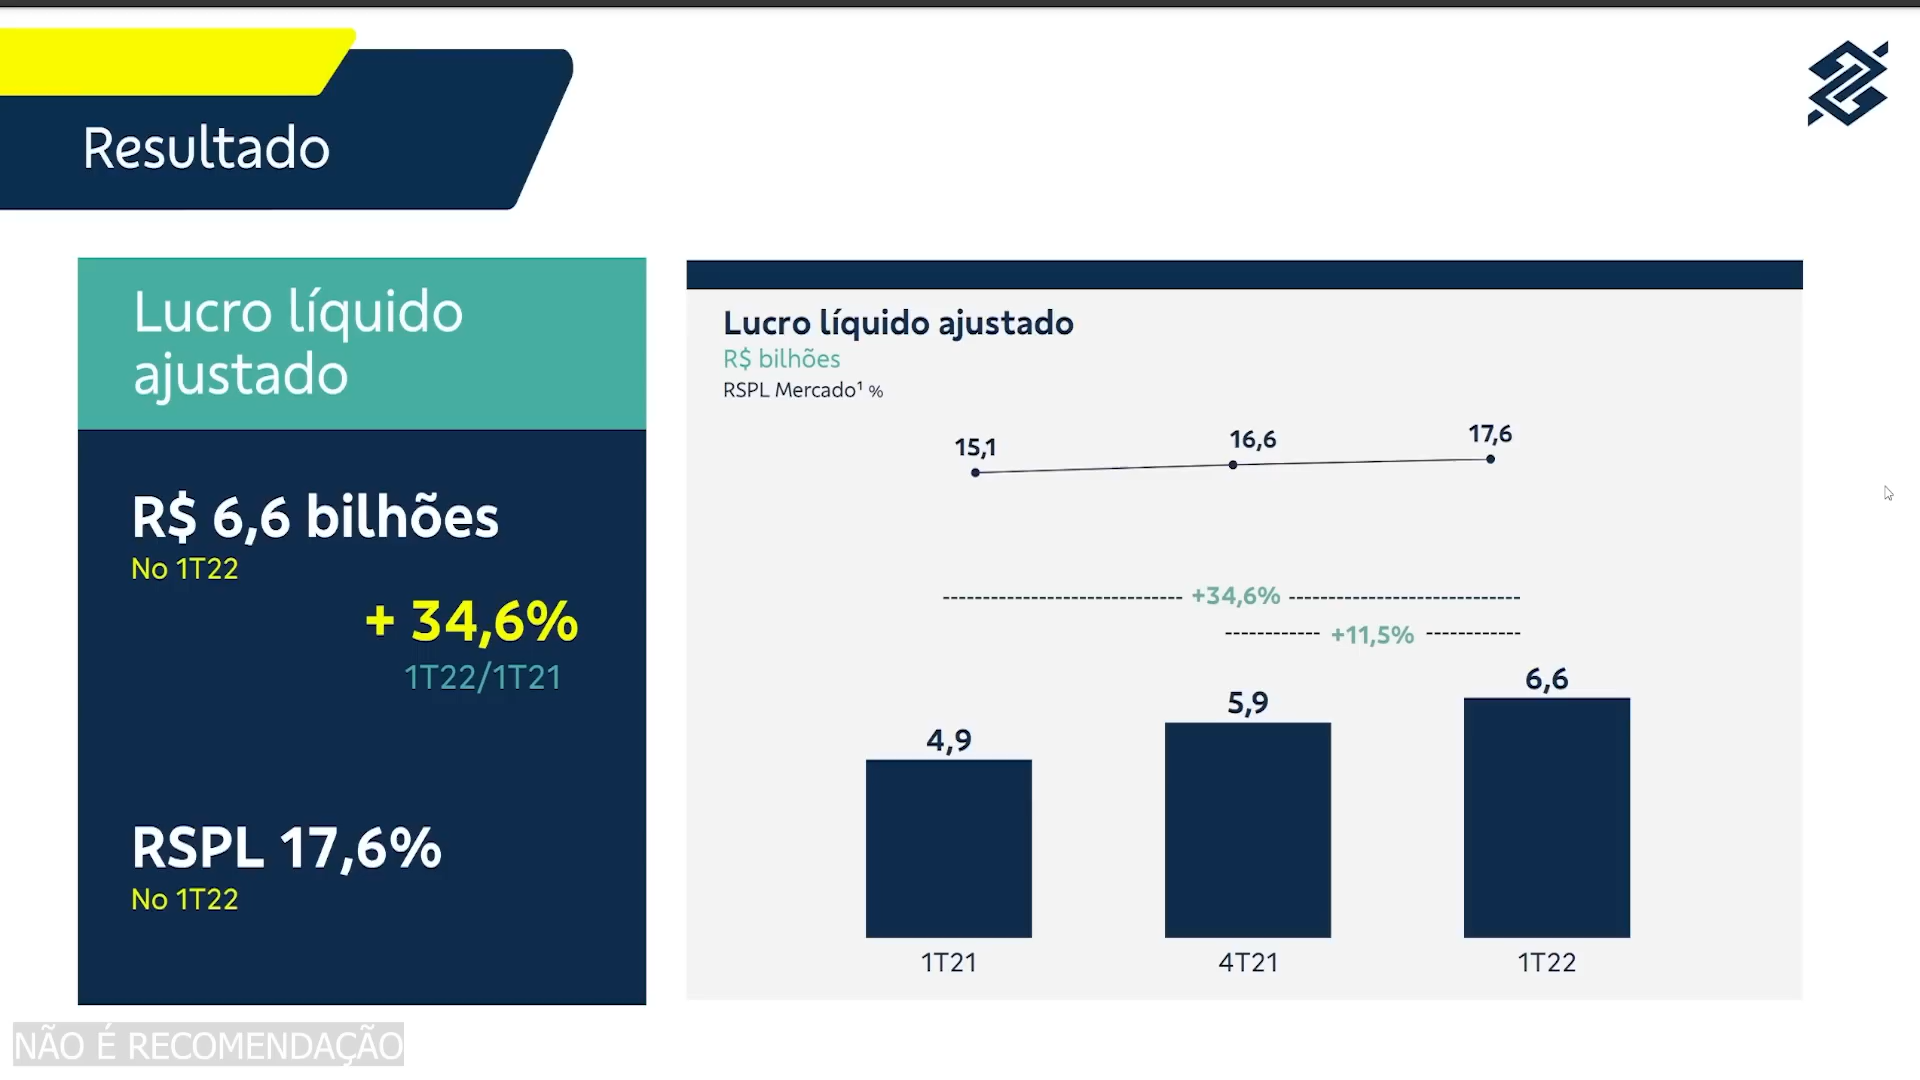 Resultado
Lucro líquido
ajustado
R$ 6,6 bilhões
No 1T22
+ 34,6%
1T22/1T21
RSPL 17,6%
No 1T22
Lucro líquido ajustado
R$ bilhões
RSPL Mercado¹ %
15,1
16,6
17,6
+34,6%
+11,5%
4,9
5,9
6,6
1T21
4T21
1T22
NÃO É RECOMENDAÇÃO